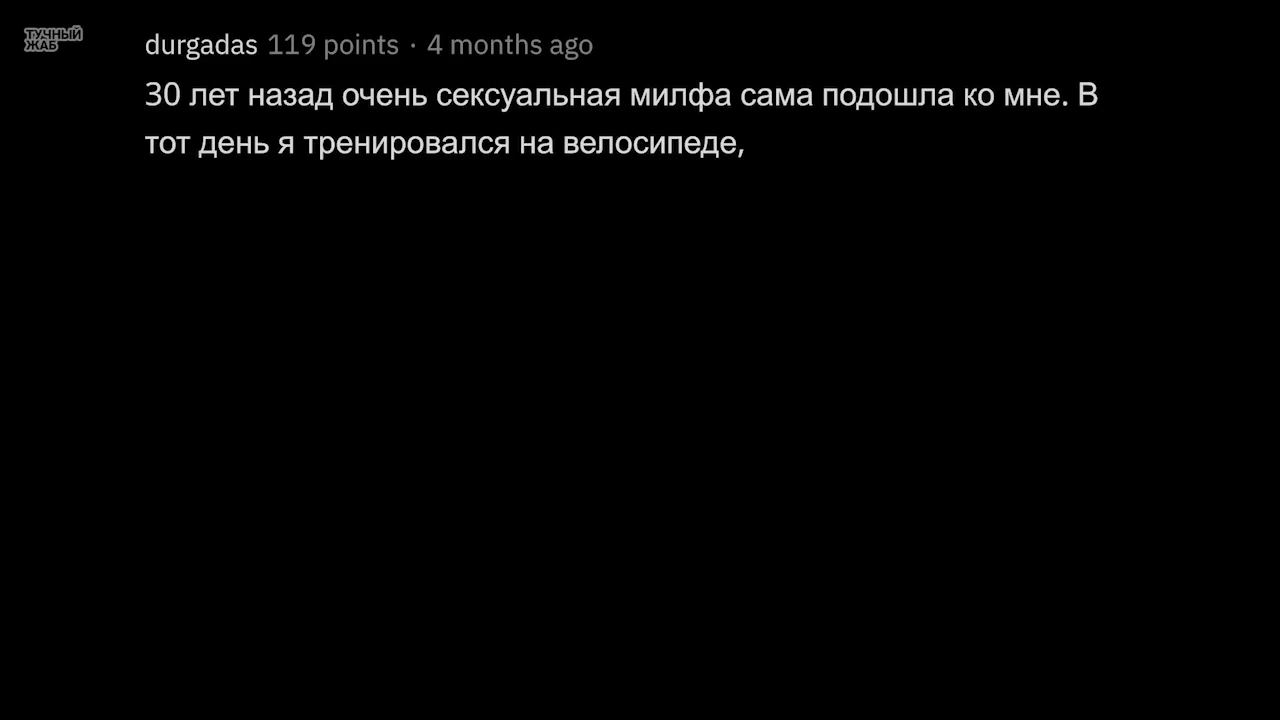 ТУЧНЫЙ
ЖАБ
durgadas 119 points · 4 months ago
30 лет назад очень сексуальная милфа сама подошла ко мне. В
тот день я тренировался на велосипеде,